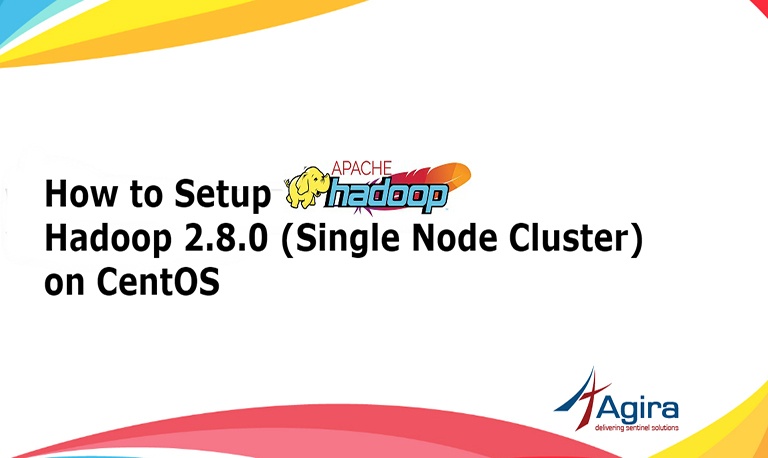 How to Setup APACHE hadoop
Hadoop 2.8.0 (Single Node Cluster)
on CentOS
Agira
delivering sentinel solutions